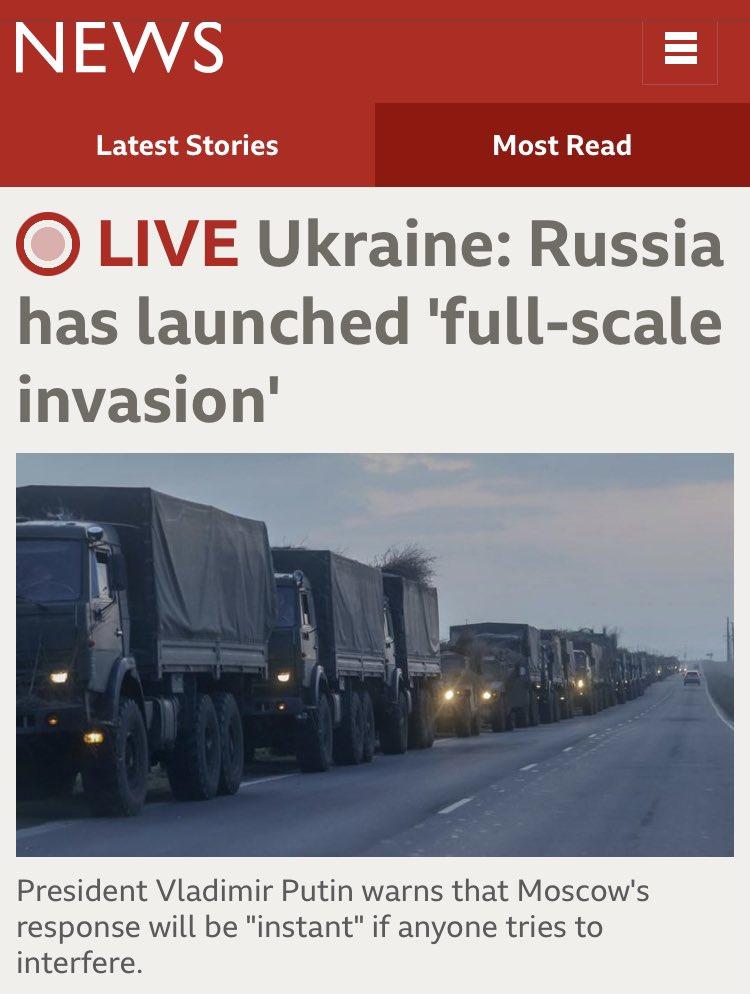 NEWS
Latest Stories
Most Read
LIVE Ukraine: Russia
has launched 'full-scale
invasion'
President Vladimir Putin warns that Moscow's
response will be "instant" if anyone tries to
interfere.